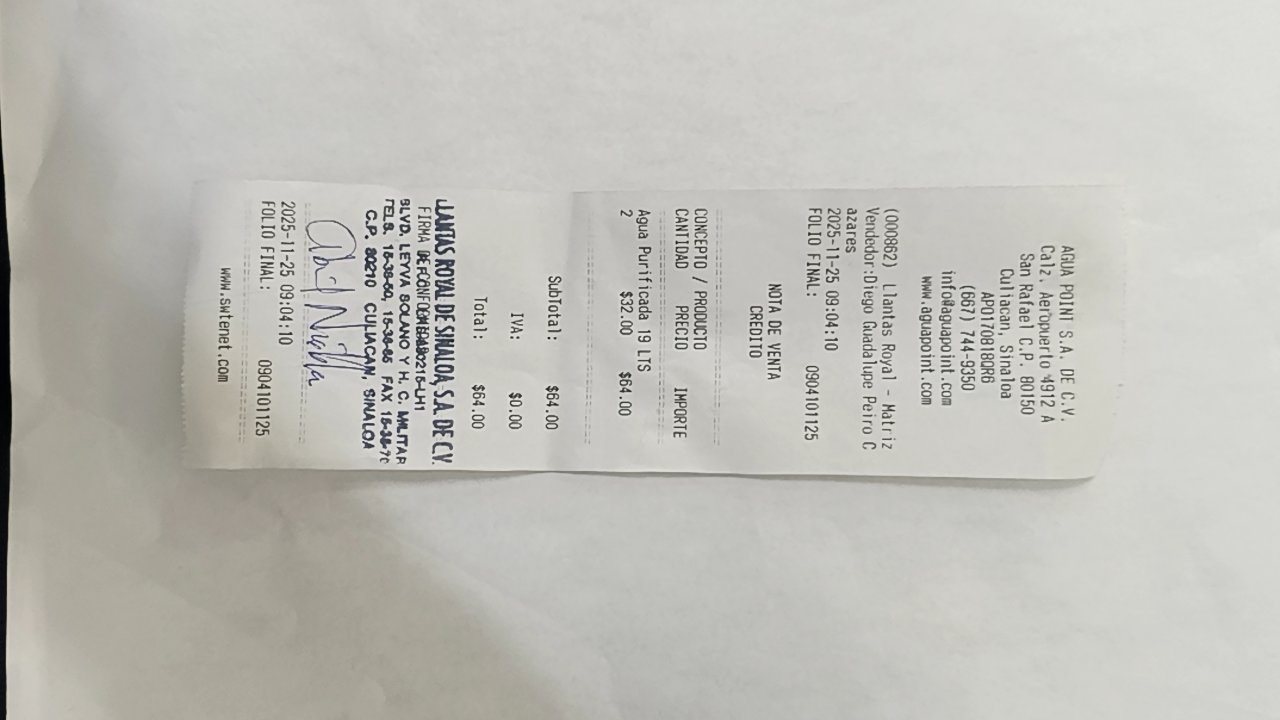 AGUA POINT S.A. DE C.V.
Calz. Aeropuerto 4912 A
San Rafael C.P. 80150
Culiacan, Sinaloa
APO170818QR6
(667) 744-9350
info@aguapoint.com
www.aguapoint.com
(000862) Llantas Royal - Matriz
Vendedor:Diego Guadalupe Peiro C
azares
2025-11-25 09:04:10
FOLIO FINAL: 0904101125
NOTA DE VENTA
CREDITO
CONCEPTO / PRODUCTO
CANTIDAD PRECIO IMPORTE
Agua Purificada 19 LTS
2 $32.00 $64.00
SubTotal: $64.00
IVA: $0.00
Total: $64.00
LLANTAS ROYAL DE SINALOA, S.A. DE C.V.
FIRMA DE CONFORMIDAD
BLVD. LEYVA SOLANO Y H. C. MILITAR
TELS. FAX
C.P. 80210 CULIACAN, SINALOA
2025-11-25 09:04:10
FOLIO FINAL: 0904101125
www.swtenet.com